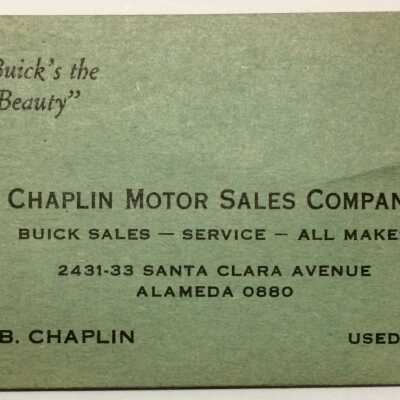 Buick's the
Beauty"
CHAPLIN MOTOR SALES COMPAN
BUICK SALES — SERVICE — ALL MAKE
2431-33 SANTA CLARA AVENUE
ALAMEDA 0880
B. CHAPLIN USED